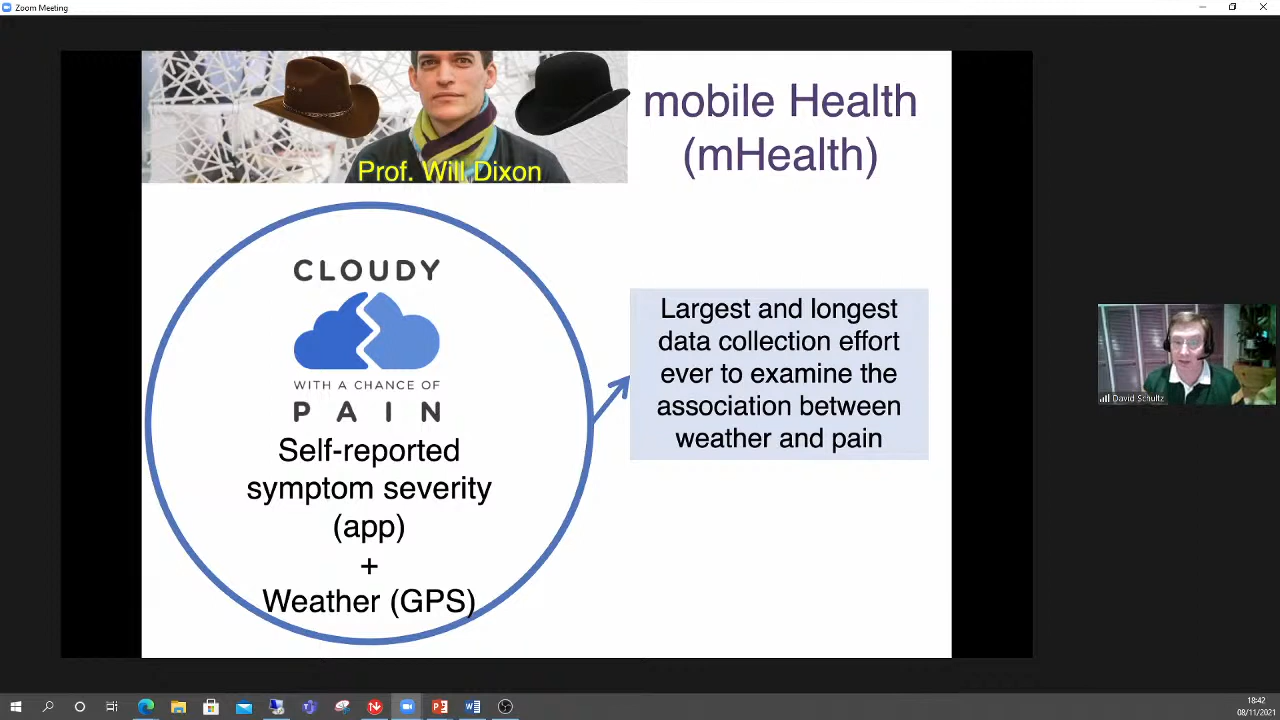 Zoom Meeting
mobile Health
(mHealth)
Prof. Will Dixon
CLOUDY
WITH A CHANCE OF
PAIN
Self-reported
symptom severity
(app)
+
Weather (GPS)
Largest and longest
data collection effort
ever to examine the
association between
weather and pain
David Schultz
18:42
08/11/2021